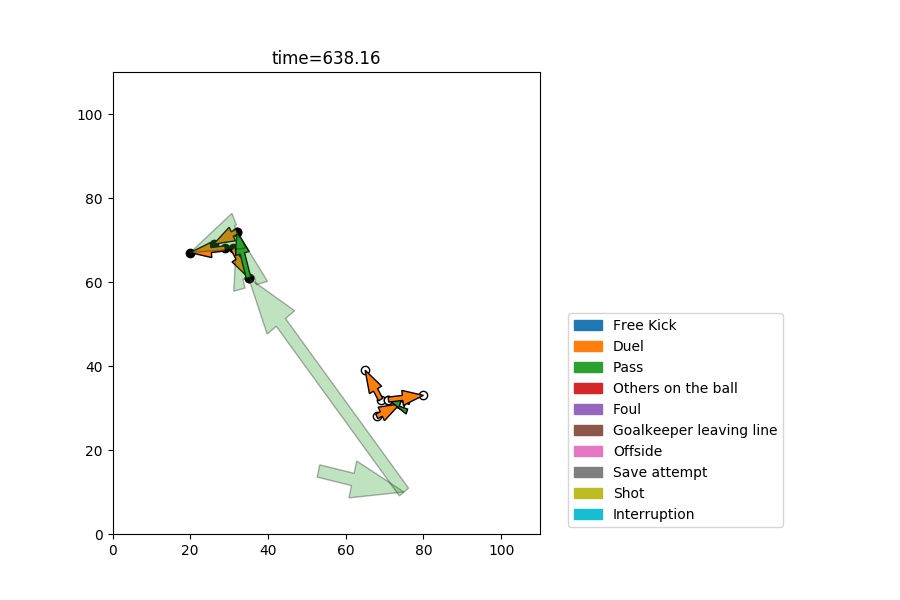 time=638.16
100
80
60
40
20
0
0 20 40 60 80 100
Free Kick
Duel
Pass
Others on the ball
Foul
Goalkeeper leaving line
Offside
Save attempt
Shot
Interruption